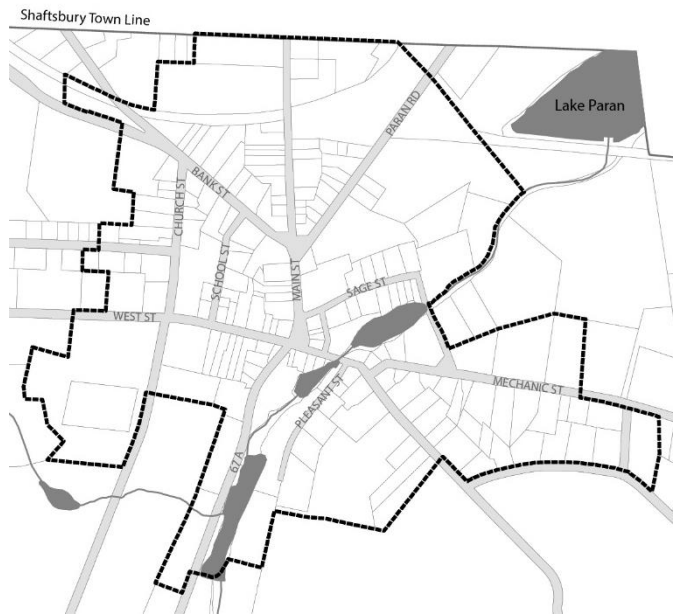 Shaftsbury Town Line
Lake Paran
PARAN RD
BANK ST
CHURCH ST
SCHOOL ST
MAIN ST
SAGE ST
WEST ST
MECHANIC ST
PLEASANT ST
67 A